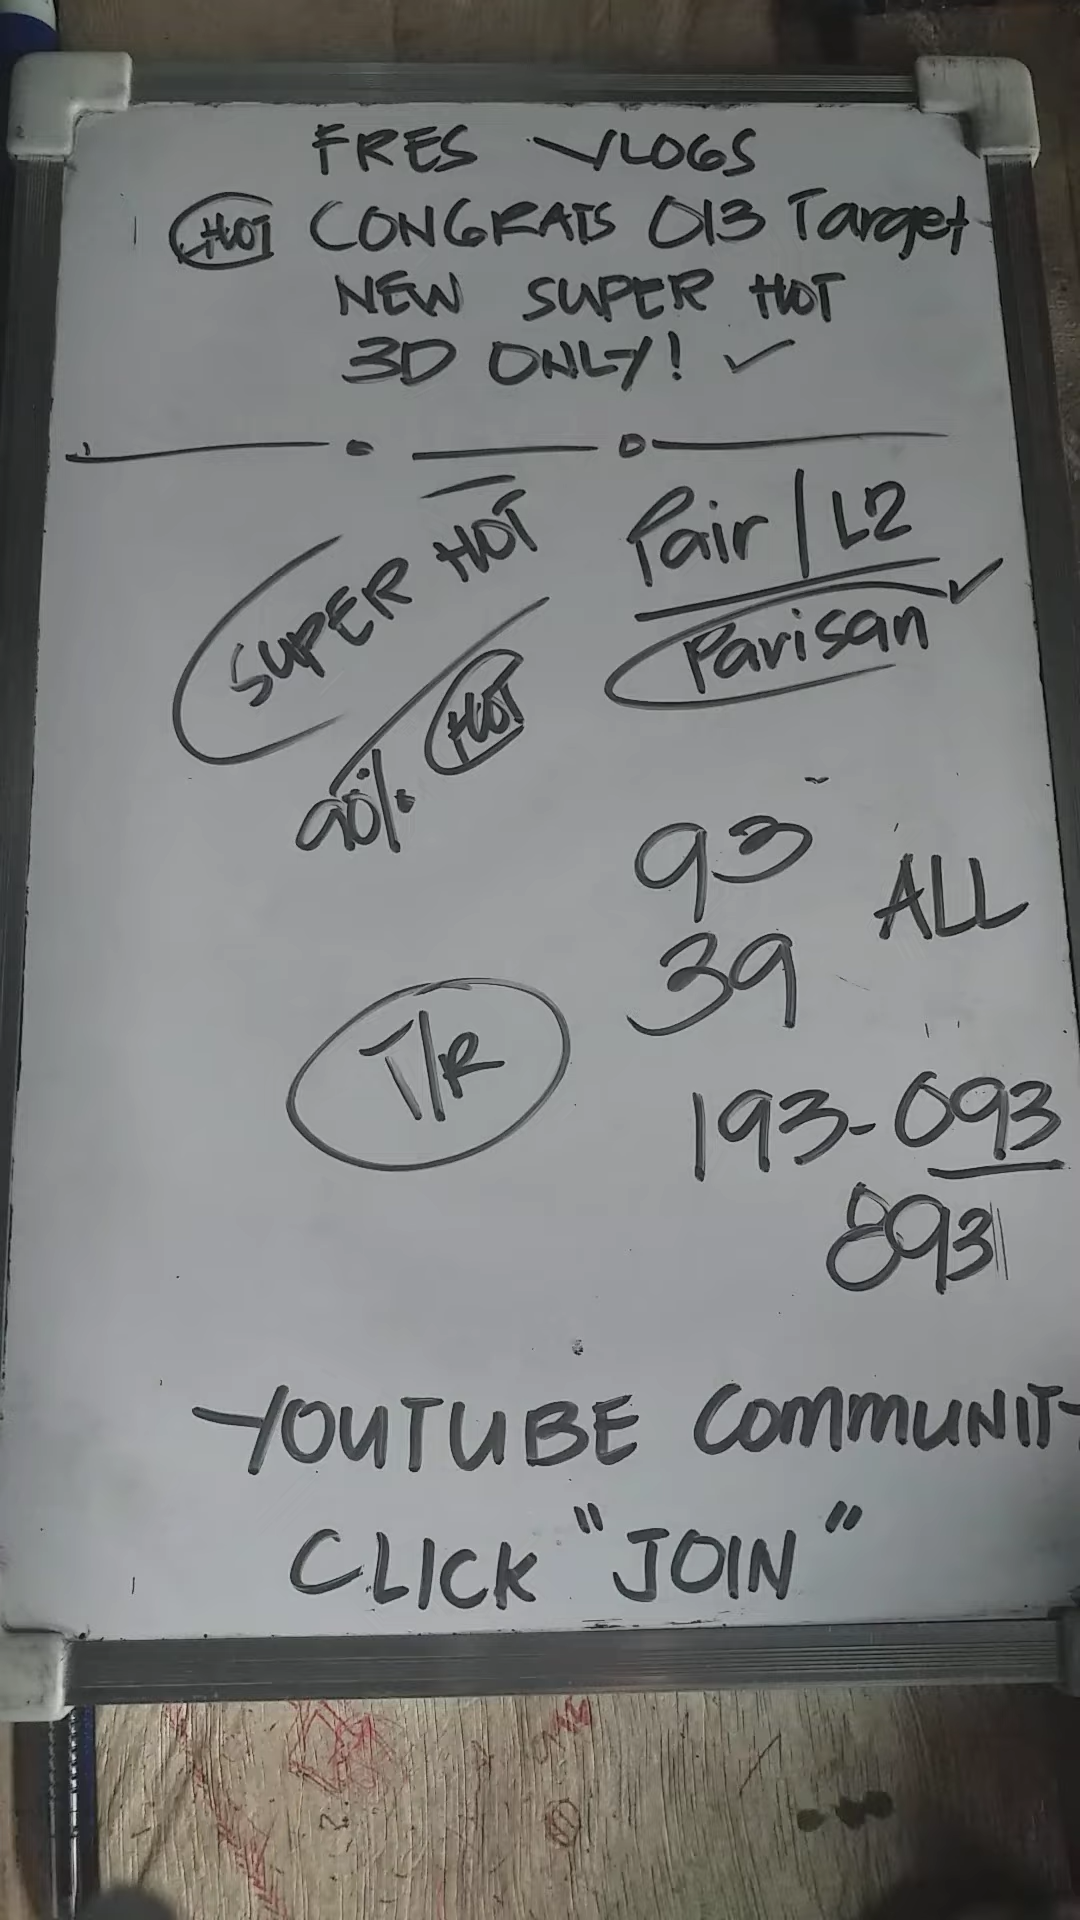 FRES VLOGS
HOT CONGRATS 013 Target
NEW SUPER HOT
3D ONLY!
SUPER HOT
90% HOT
Pair / L2
Parisan
93
39
ALL
T/R
193-093
893
YOUTUBE COMMUNIT
CLICK "JOIN"